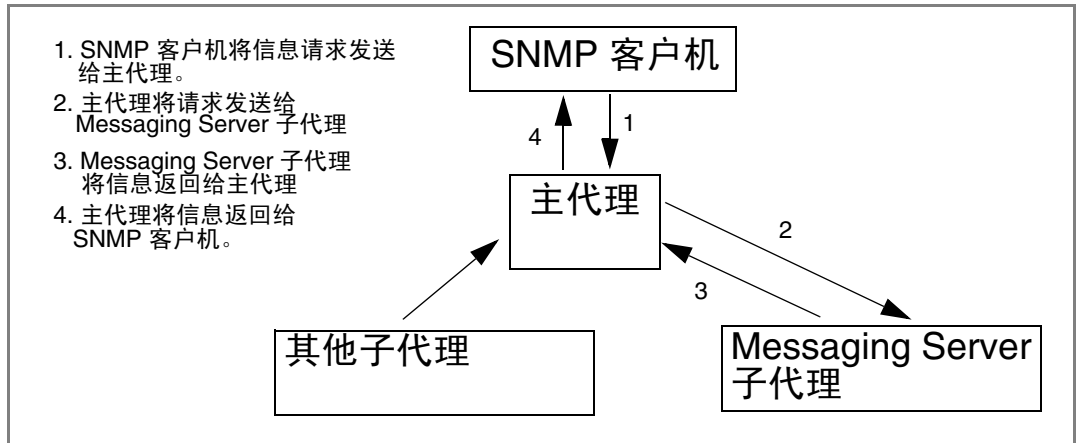 1. SNMP 客户机将信息请求发送
给主代理。
2. 主代理将请求发送给
Messaging Server 子代理
3. Messaging Server 子代理
将信息返回给主代理
4. 主代理将信息返回给
SNMP 客户机。
SNMP 客户机
4
1
主代理
2
3
其他子代理
Messaging Server
子代理